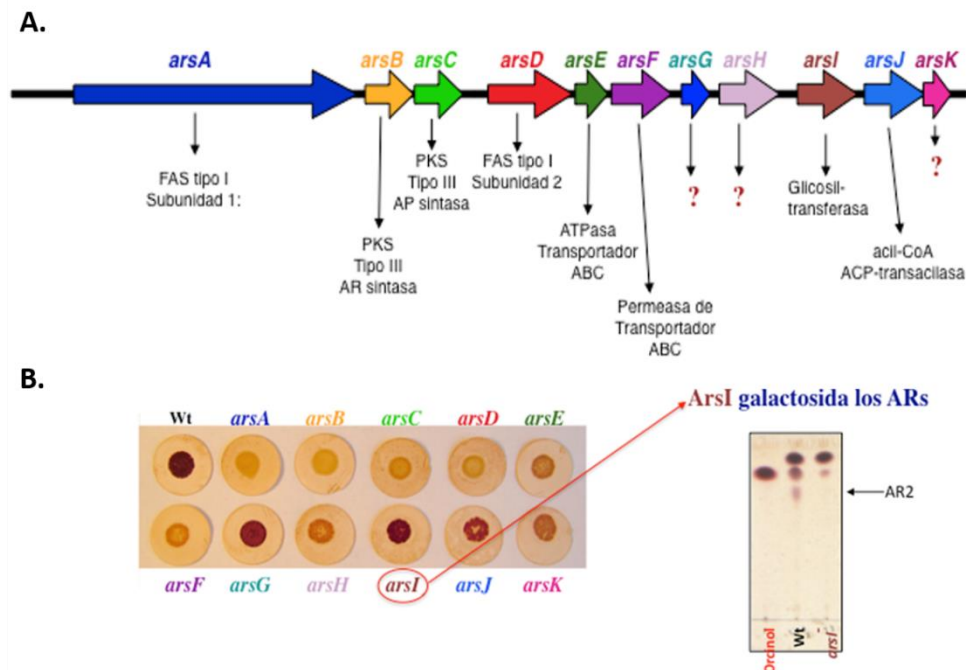 A.
arsA arsB arsC arsD arsE arsF arsG arsH arsI arsJ arsK
FAS tipo I
Subunidad 1:
PKS
Tipo III
AR sintasa
PKS
Tipo III
AP sintasa
FAS tipo I
Subunidad 2
ATPasa
Transportador
ABC
Permeasa de
Transportador
ABC
?
?
Glicosil-
transferasa
acil-CoA
ACP-transacilasa
?
B.
Wt arsA arsB arsC arsD arsE
arsF arsG arsH arsI arsJ arsK
ArsI galactosida los ARs
AR2
Orcinol
Wt
arsI